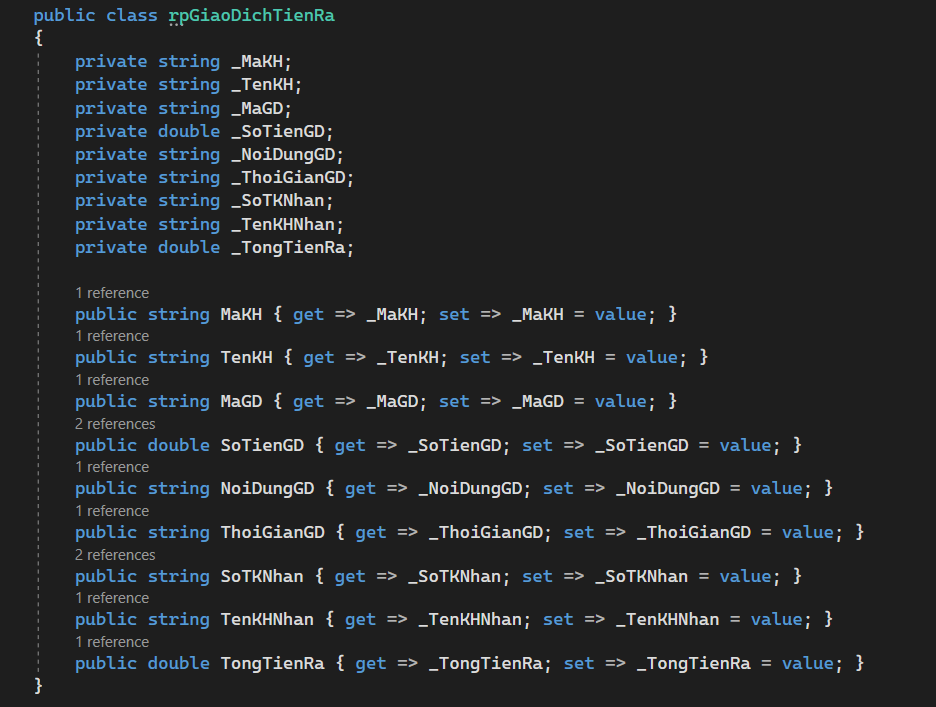 public class rpGiaoDichTienRa
{
private string _MaKH;
private string _TenKH;
private string _MaGD;
private double _SoTienGD;
private string _NoiDungGD;
private string _ThoiGianGD;
private string _SoTKNhan;
private string _TenKHNhan;
private double _TongTienRa;
1 reference
public string MaKH { get => _MaKH; set => _MaKH = value; }
1 reference
public string TenKH { get => _TenKH; set => _TenKH = value; }
1 reference
public string MaGD { get => _MaGD; set => _MaGD = value; }
2 references
public double SoTienGD { get => _SoTienGD; set => _SoTienGD = value; }
1 reference
public string NoiDungGD { get => _NoiDungGD; set => _NoiDungGD = value; }
1 reference
public string ThoiGianGD { get => _ThoiGianGD; set => _ThoiGianGD = value; }
2 references
public string SoTKNhan { get => _SoTKNhan; set => _SoTKNhan = value; }
1 reference
public string TenKHNhan { get => _TenKHNhan; set => _TenKHNhan = value; }
1 reference
public double TongTienRa { get => _TongTienRa; set => _TongTienRa = value; }
}